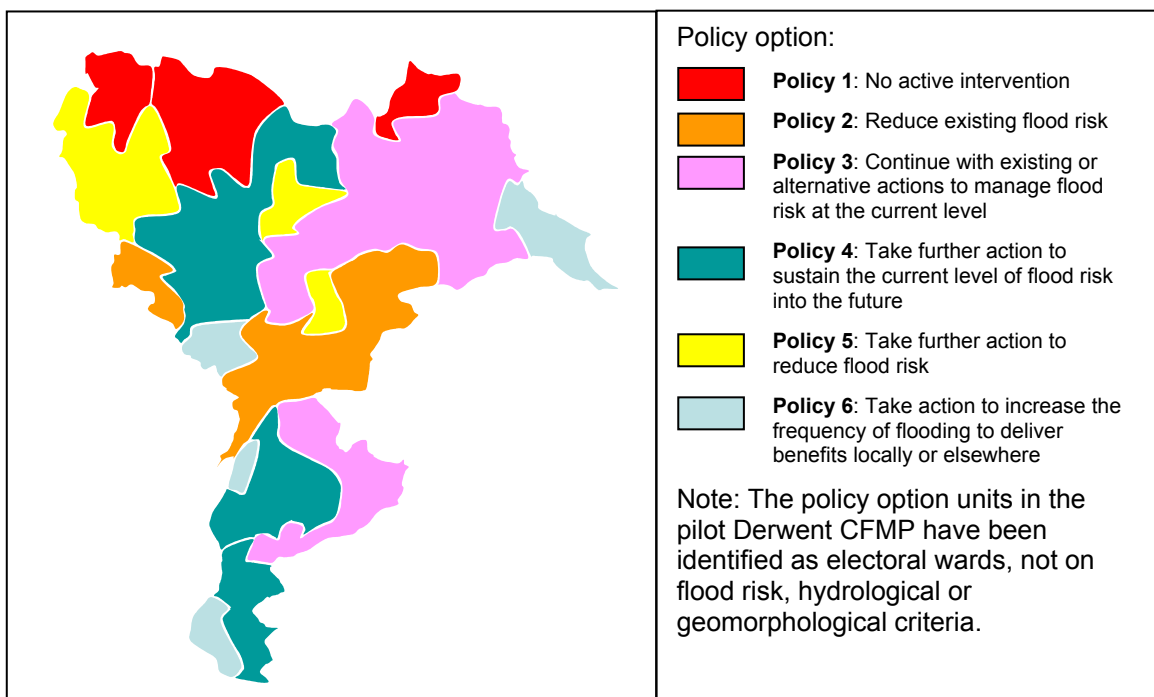 Policy option:
Policy 1: No active intervention
Policy 2: Reduce existing flood risk
Policy 3: Continue with existing or
alternative actions to manage flood
risk at the current level
Policy 4: Take further action to
sustain the current level of flood risk
into the future
Policy 5: Take further action to
reduce flood risk
Policy 6: Take action to increase the
frequency of flooding to deliver
benefits locally or elsewhere
Note: The policy option units in the
pilot Derwent CFMP have been
identified as electoral wards, not on
flood risk, hydrological or
geomorphological criteria.